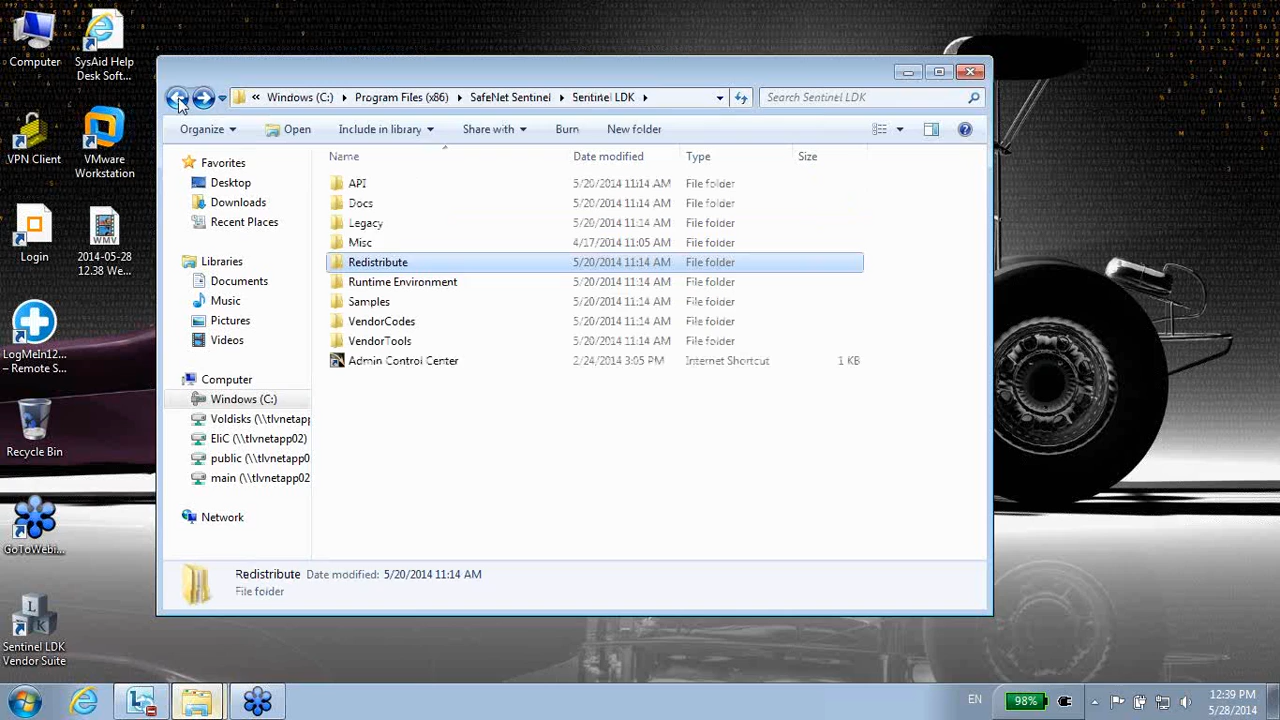 Computer
SysAid Help
Desk Soft...
VPN Client
VMware
Workstation
Login
2014-05-28
12.38 We...
LogMeIn12...
– Remote S...
Recycle Bin
GoToWebi...
Sentinel LDK
Vendor Suite
« Windows (C:) Program Files (x86) SafeNet Sentinel Sentinel LDK
Search Sentinel LDK
Organize Open Include in library Share with Burn New folder
Name Date modified Type Size
Favorites
Desktop
Downloads
Recent Places
Libraries
Documents
Music
Pictures
Videos
Computer
Windows (C:)
Voldisks (\\tlvnetapp
EliC (\\tlvnetapp02)
public (\\tlvnetapp0
main (\\tlvnetapp02
Network
API 5/20/2014 11:14 AM File folder
Docs 5/20/2014 11:14 AM File folder
Legacy 5/20/2014 11:14 AM File folder
Misc 4/17/2014 11:05 AM File folder
Redistribute 5/20/2014 11:14 AM File folder
Runtime Environment 5/20/2014 11:14 AM File folder
Samples 5/20/2014 11:14 AM File folder
VendorCodes 5/20/2014 11:14 AM File folder
VendorTools 5/20/2014 11:14 AM File folder
Admin Control Center 2/24/2014 3:05 PM Internet Shortcut 1 KB
Redistribute Date modified: 5/20/2014 11:14 AM
File folder
EN 98% 12:39 PM
5/28/2014